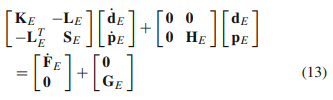 [K_E −L_E; −L_E^T S_E] [ḋ_E; ṗ_E] + [0 0; 0 H_E] [d_E; p_E]
= [Ḟ_E; 0] + [0; G_E] (13)